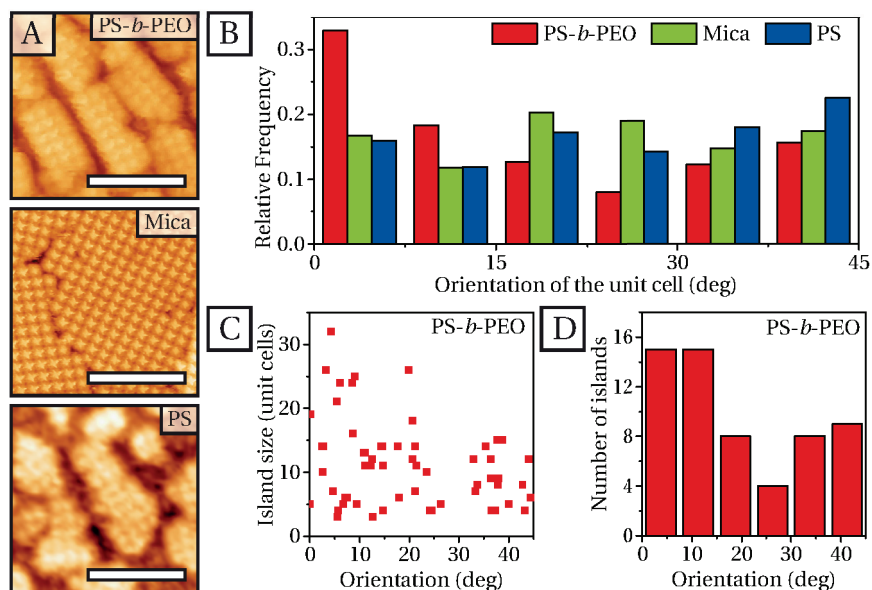 A
PS-b-PEO
Mica
PS
B
PS-b-PEO Mica PS
Relative Frequency
0.3
0.2
0.1
0.0
0 15 30 45
Orientation of the unit cell (deg)
C
PS-b-PEO
Island size (unit cells)
30
20
10
0
0 10 20 30 40
Orientation (deg)
D
PS-b-PEO
Number of islands
16
12
8
4
0
0 10 20 30 40
Orientation (deg)